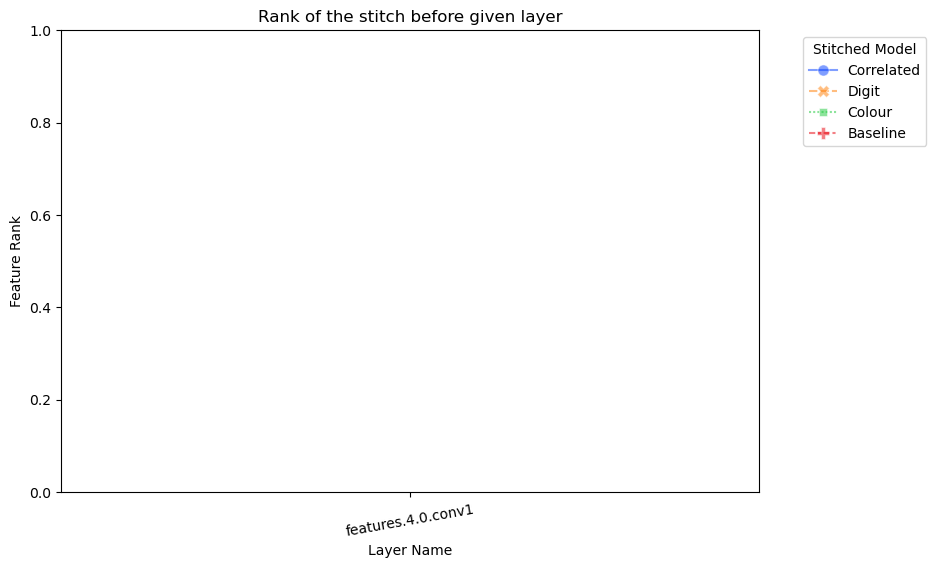 Rank of the stitch before given layer
Stitched Model
Correlated
Digit
Colour
Baseline
Feature Rank
1.0
0.8
0.6
0.4
0.2
0.0
features.4.0.conv1
Layer Name